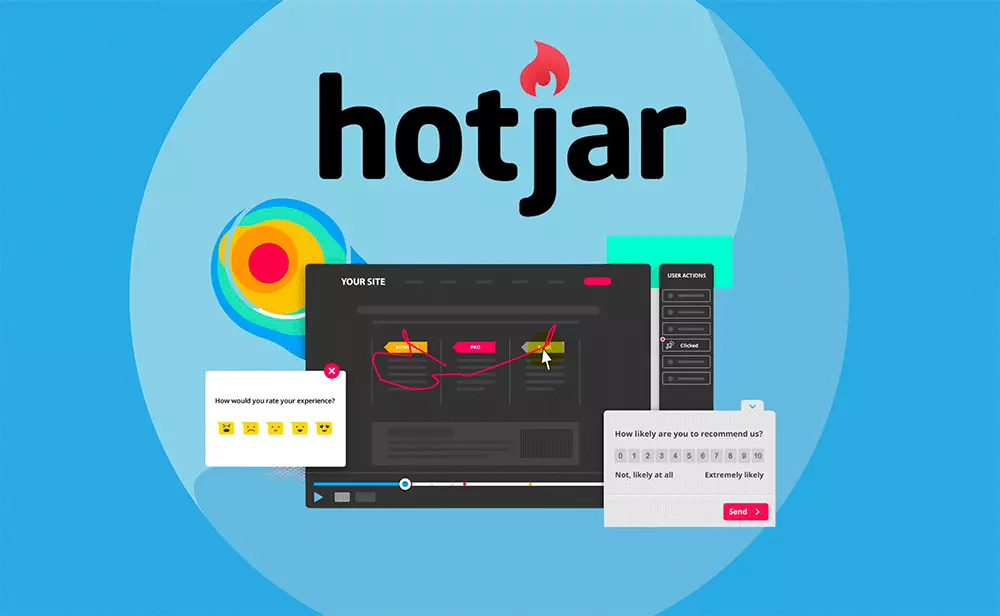 hotjar
YOUR SITE
USER ACTIONS
PRO
Clicked
How would you rate your experience?
How likely are you to recommend us?
0 1 2 3 4 5 6 7 8 9 10
Not, likely at all Extremely likely
Send